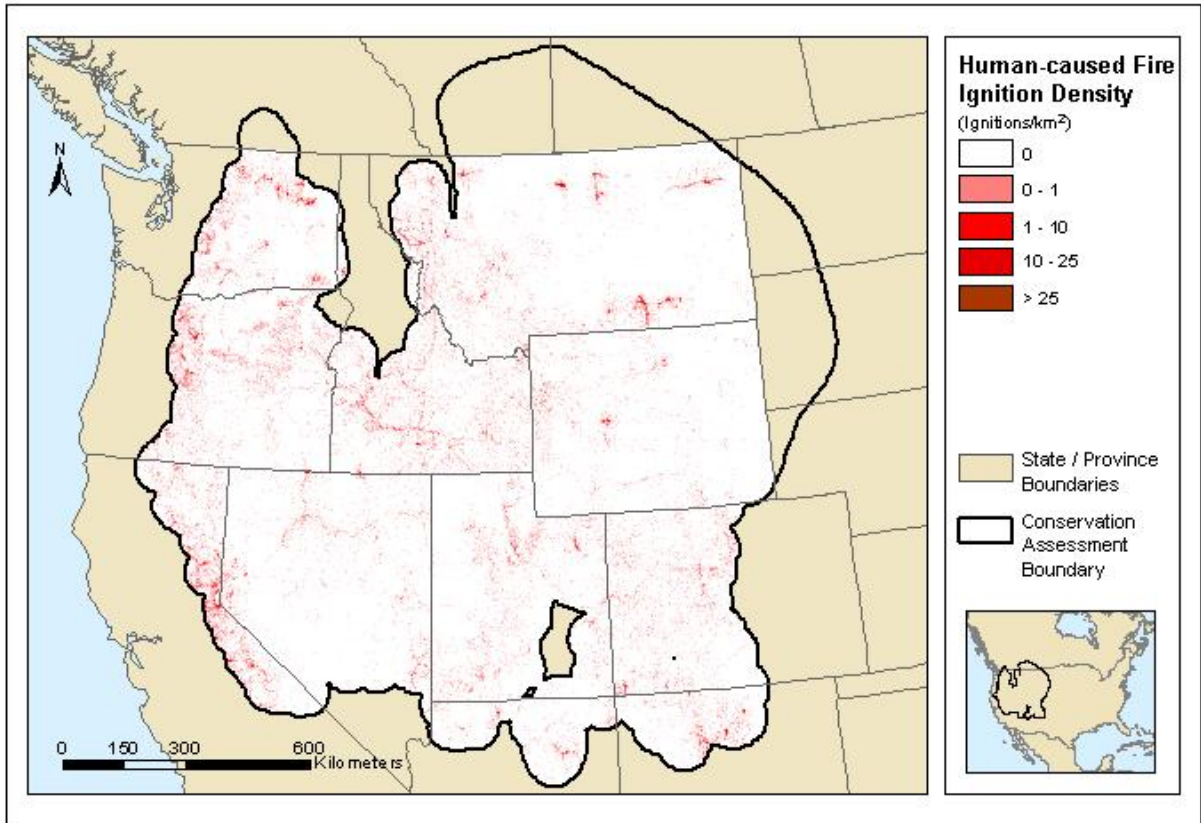 N
0 150 300 600
Kilometers
Human-caused Fire
Ignition Density
(Ignitions/km²)
0
0 - 1
1 - 10
10 - 25
> 25
State / Province
Boundaries
Conservation
Assessment
Boundary